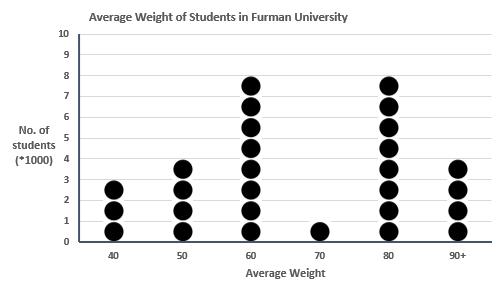 Average Weight of Students in Furman University
10
9
8
7
6
5
4
3
2
1
0
No. of
students
(*1000)
40 50 60 70 80 90+
Average Weight